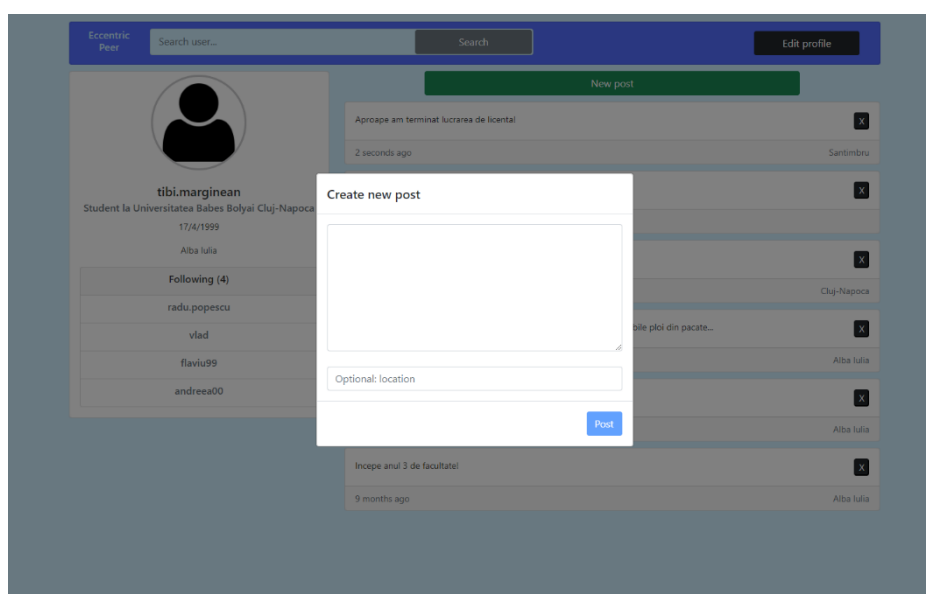 Eccentric
Peer
Search user...
Search
Edit profile
New post
tibi.marginean
Student la Universitatea Babes Bolyai Cluj-Napoca
17/4/1999
Alba Iulia
Following (4)
radu.popescu
vlad
flaviu99
andreea00
Aproape am terminat lucrarea de licenta!
X
2 seconds ago
Santimbru
X
X
Cluj-Napoca
ploi din pacate...
X
Alba Iulia
X
Alba Iulia
Incepe anul 3 de facultate!
X
9 months ago
Alba Iulia
Create new post
Optional: location
Post